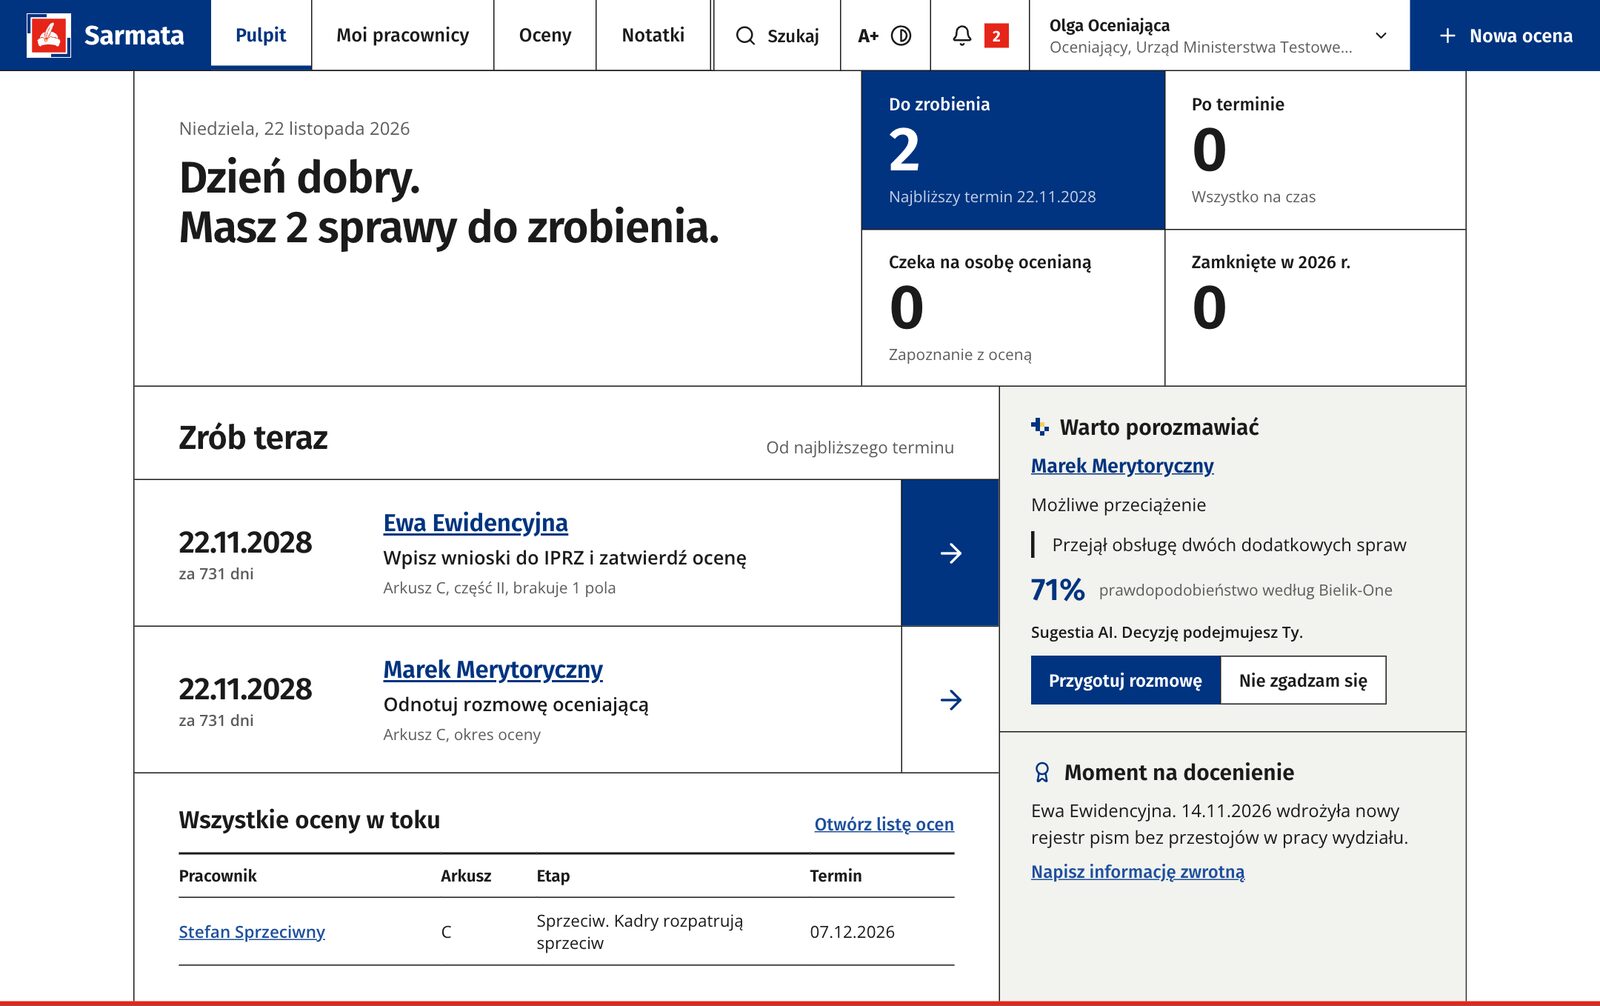 Sarmata
Pulpit
Moi pracownicy
Oceny
Notatki
Szukaj
A+
2
Olga Oceniająca
Oceniający, Urząd Ministerstwa Testowe...
Nowa ocena
Niedziela, 22 listopada 2026
Dzień dobry.
Masz 2 sprawy do zrobienia.
Do zrobienia
2
Najbliższy termin 22.11.2028
Po terminie
0
Wszystko na czas
Czeka na osobę ocenianą
0
Zapoznanie z oceną
Zamknięte w 2026 r.
0
Zrób teraz
Od najbliższego terminu
22.11.2028
za 731 dni
Ewa Ewidencyjna
Wpisz wnioski do IPRZ i zatwierdź ocenę
Arkusz C, część II, brakuje 1 pola
22.11.2028
za 731 dni
Marek Merytoryczny
Odnotuj rozmowę oceniającą
Arkusz C, okres oceny
Wszystkie oceny w toku
Otwórz listę ocen
Pracownik Arkusz Etap Termin
Stefan Sprzeciwny C Sprzeciw. Kadry rozpatrują 07.12.2026
sprzeciw
Warto porozmawiać
Marek Merytoryczny
Możliwe przeciążenie
Przejął obsługę dwóch dodatkowych spraw
71% prawdopodobieństwo według Bielik-One
Sugestia AI. Decyzję podejmujesz Ty.
Przygotuj rozmowę
Nie zgadzam się
Moment na docenienie
Ewa Ewidencyjna. 14.11.2026 wdrożyła nowy
rejestr pism bez przestojów w pracy wydziału.
Napisz informację zwrotną